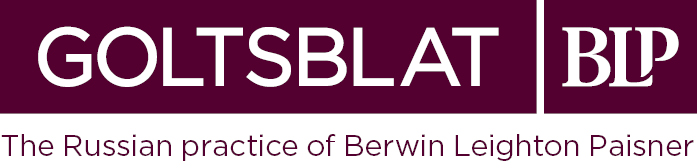 GOLTSBLAT BLP
The Russian practice of Berwin Leighton Paisner